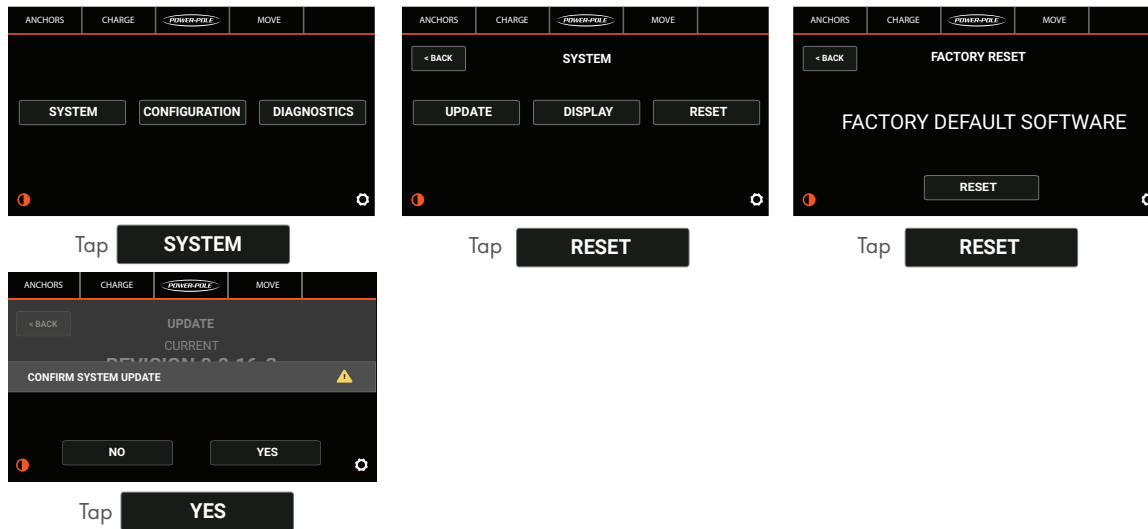 ANCHORS CHARGE POWER-POLE MOVE
SYSTEM CONFIGURATION DIAGNOSTICS
Tap SYSTEM
ANCHORS CHARGE POWER-POLE MOVE
< BACK SYSTEM
UPDATE DISPLAY RESET
Tap RESET
ANCHORS CHARGE POWER-POLE MOVE
< BACK FACTORY RESET
FACTORY DEFAULT SOFTWARE
RESET
Tap RESET
ANCHORS CHARGE POWER-POLE MOVE
< BACK UPDATE
CURRENT
CONFIRM SYSTEM UPDATE
NO YES
Tap YES